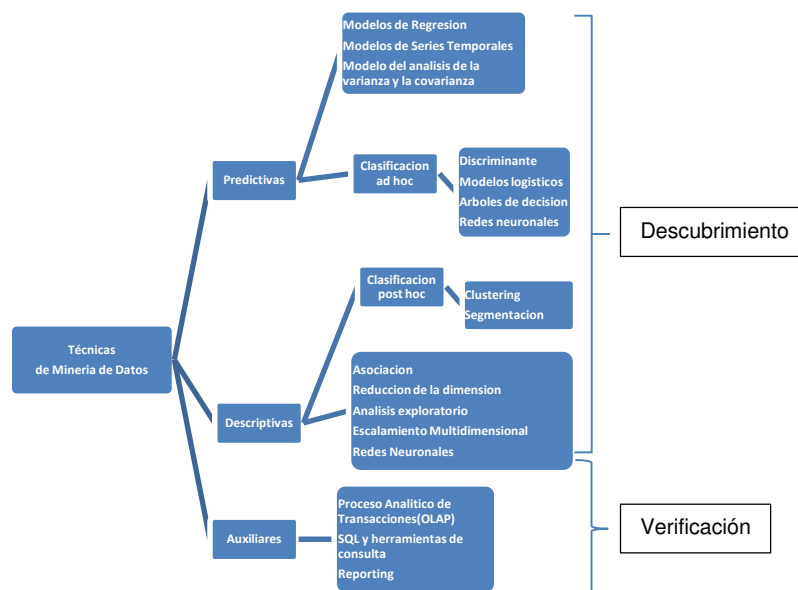 Modelos de Regresion
Modelos de Series Temporales
Modelo del analisis de la
varianza y la covarianza
Predictivas
Clasificacion
ad hoc
Discriminante
Modelos logisticos
Arboles de decision
Redes neuronales
Descubrimiento
Clasificacion
post hoc
Clustering
Segmentacion
Técnicas
de Mineria de Datos
Asociacion
Reduccion de la dimension
Analisis exploratorio
Escalamiento Multidimensional
Redes Neuronales
Descriptivas
Proceso Analitico de
Transacciones(OLAP)
SQL y herramientas de
consulta
Reporting
Auxiliares
Verificación